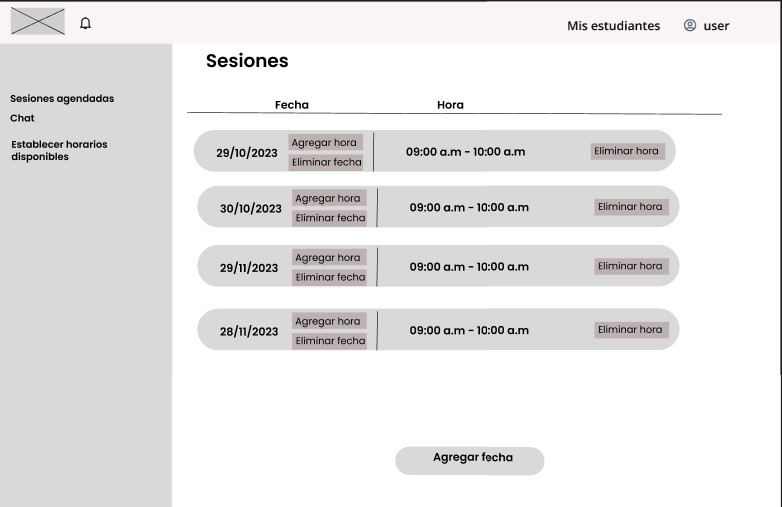 Mis estudiantes user
Sesiones
Sesiones agendadas
Chat
Establecer horarios
disponibles
Fecha Hora
29/10/2023 Agregar hora Eliminar fecha 09:00 a.m - 10:00 a.m Eliminar hora
30/10/2023 Agregar hora Eliminar fecha 09:00 a.m - 10:00 a.m Eliminar hora
29/11/2023 Agregar hora Eliminar fecha 09:00 a.m - 10:00 a.m Eliminar hora
28/11/2023 Agregar hora Eliminar fecha 09:00 a.m - 10:00 a.m Eliminar hora
Agregar fecha